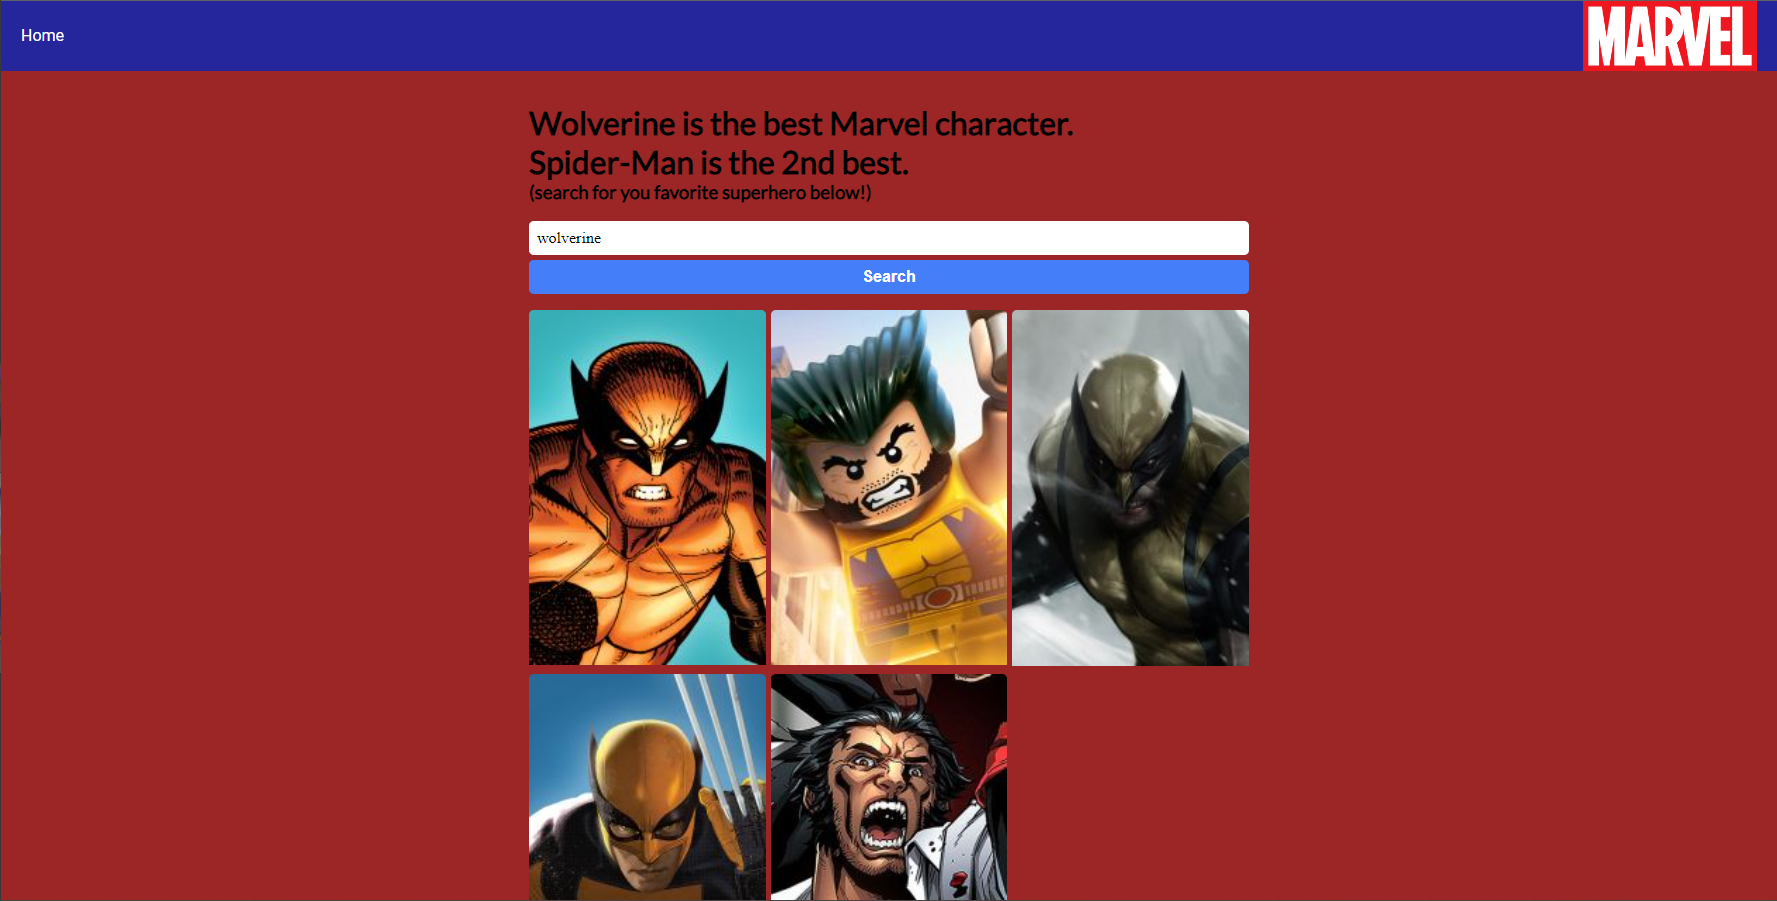 Home
MARVEL
Wolverine is the best Marvel character.
Spider-Man is the 2nd best.
(search for you favorite superhero below!)
wolverine
Search